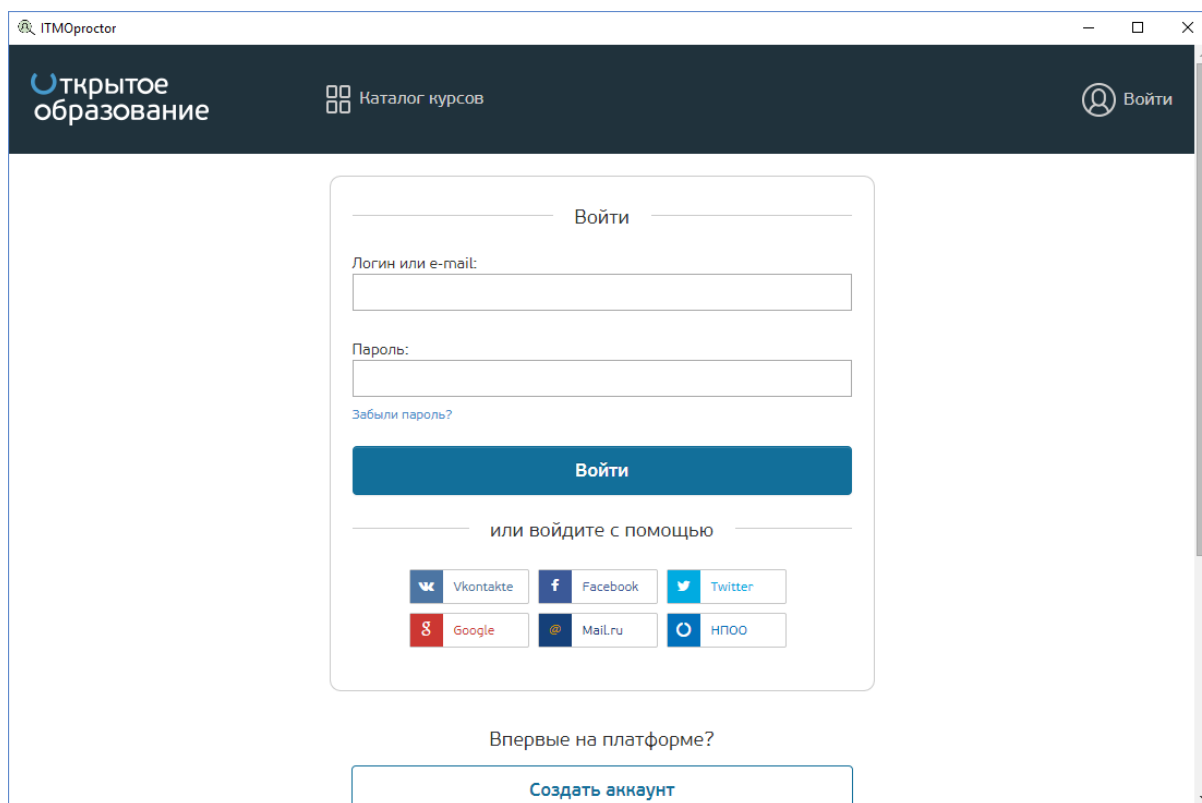 ITMOproctor
Открытое
образование
Каталог курсов
Войти
Войти
Логин или e-mail:
Пароль:
Забыли пароль?
Войти
или войдите с помощью
Vkontakte
Facebook
Twitter
Google
Mail.ru
НПОО
Впервые на платформе?
Создать аккаунт